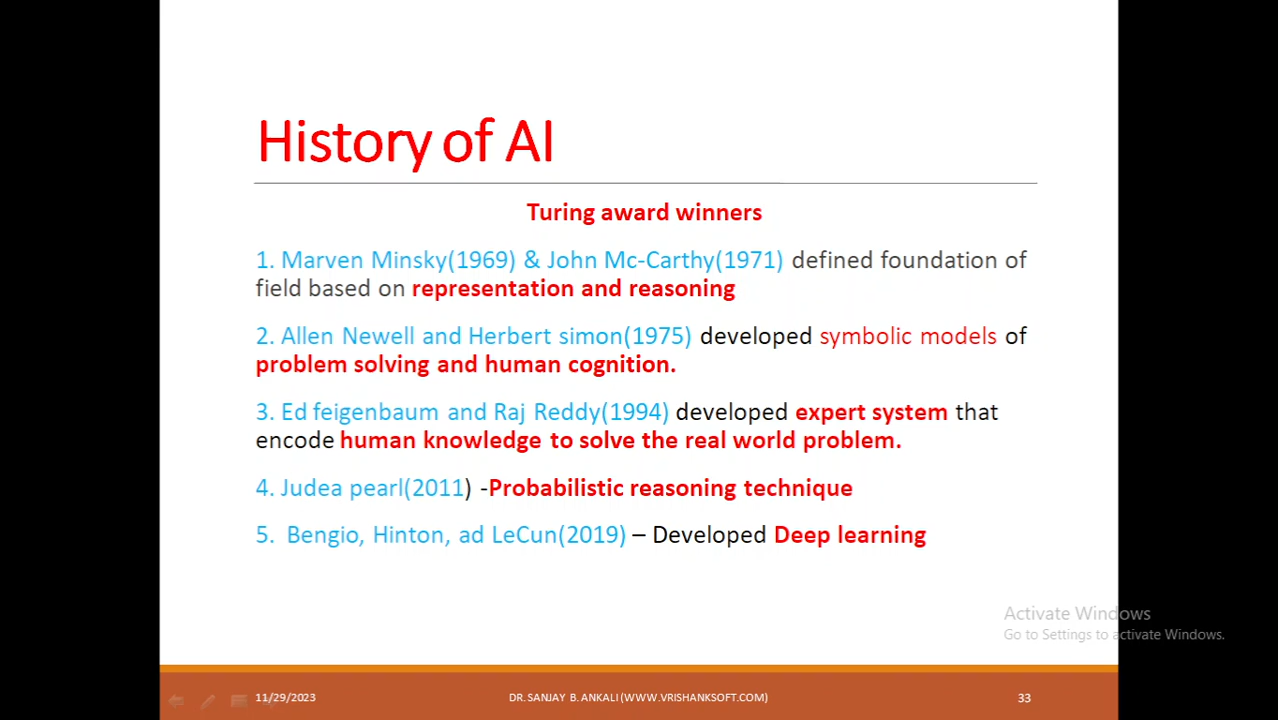 History of AI
Turing award winners
1. Marven Minsky(1969) & John Mc-Carthy(1971) defined foundation of
field based on representation and reasoning
2. Allen Newell and Herbert simon(1975) developed symbolic models of
problem solving and human cognition.
3. Ed feigenbaum and Raj Reddy(1994) developed expert system that
encode human knowledge to solve the real world problem.
4. Judea pearl(2011) -Probabilistic reasoning technique
5. Bengio, Hinton, ad LeCun(2019) – Developed Deep learning
Activate Windows
Go to Settings to activate Windows.
11/29/2023 DR. SANJAY B. ANKALI (WWW.VRISHANKSOFT.COM) 33